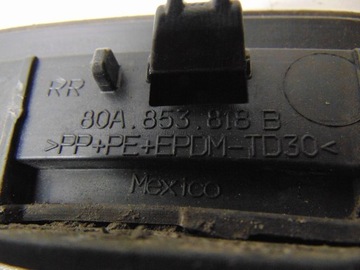 RR
80A.853.818 B
>PP+PE+EPDM-TD30<
Mexico